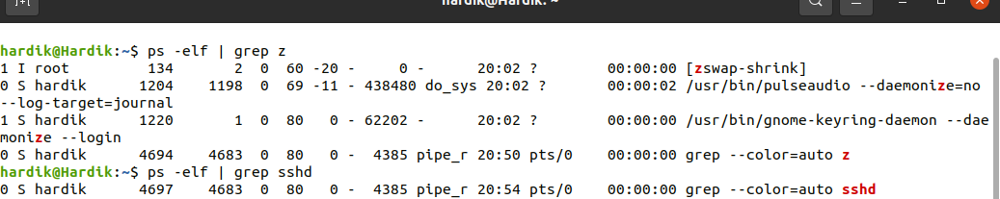 hardik@Hardik: ~
hardik@Hardik:~$ ps -elf | grep z
1 I root         134       2  0  60 -20 -     0 -      20:02 ?        00:00:00 [zswap-shrink]
0 S hardik      1204    1198  0  69 -11 - 438480 do_sys 20:02 ?       00:00:02 /usr/bin/pulseaudio --daemonize=no
--log-target=journal
1 S hardik      1220       1  0  80   0 - 62202 -      20:02 ?        00:00:00 /usr/bin/gnome-keyring-daemon --dae
monize --login
0 S hardik      4694    4683  0  80   0 -  4385 pipe_r 20:50 pts/0    00:00:00 grep --color=auto z
hardik@Hardik:~$ ps -elf | grep sshd
0 S hardik      4697    4683  0  80   0 -  4385 pipe_r 20:54 pts/0    00:00:00 grep --color=auto sshd